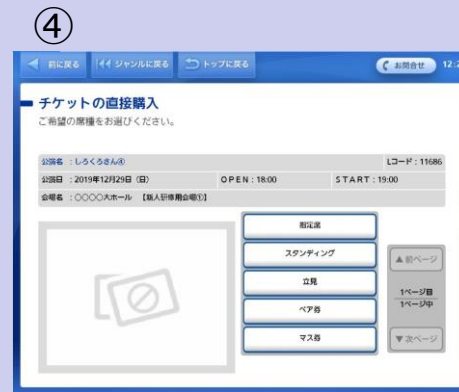 ④
前に戻る ジャンルに戻る トップに戻る お問合せ 12:2
チケットの直接購入
ご希望の席種をお選びください。
公演名 :しろくろさん④ Lコード:11686
公演日 :2019年12月29日(日) OPEN:18:00 START:19:00
会場名 :○○○○大ホール 【新人研修用会場①】
指定席
スタンディング
▲前ページ
立見
1ページ目
1ページ中
ペア券
マス券
▼次ページ